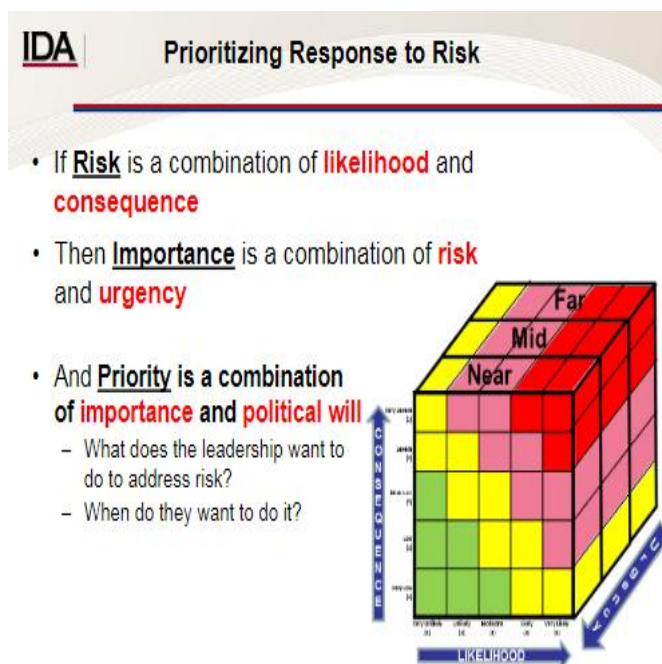 IDA
Prioritizing Response to Risk
• If Risk is a combination of likelihood and
consequence
• Then Importance is a combination of risk
and urgency
• And Priority is a combination
of importance and political will
– What does the leadership want to
do to address risk?
– When do they want to do it?
Far
Mid
Near
CONSEQUENCE
Urgency
LIKELIHOOD